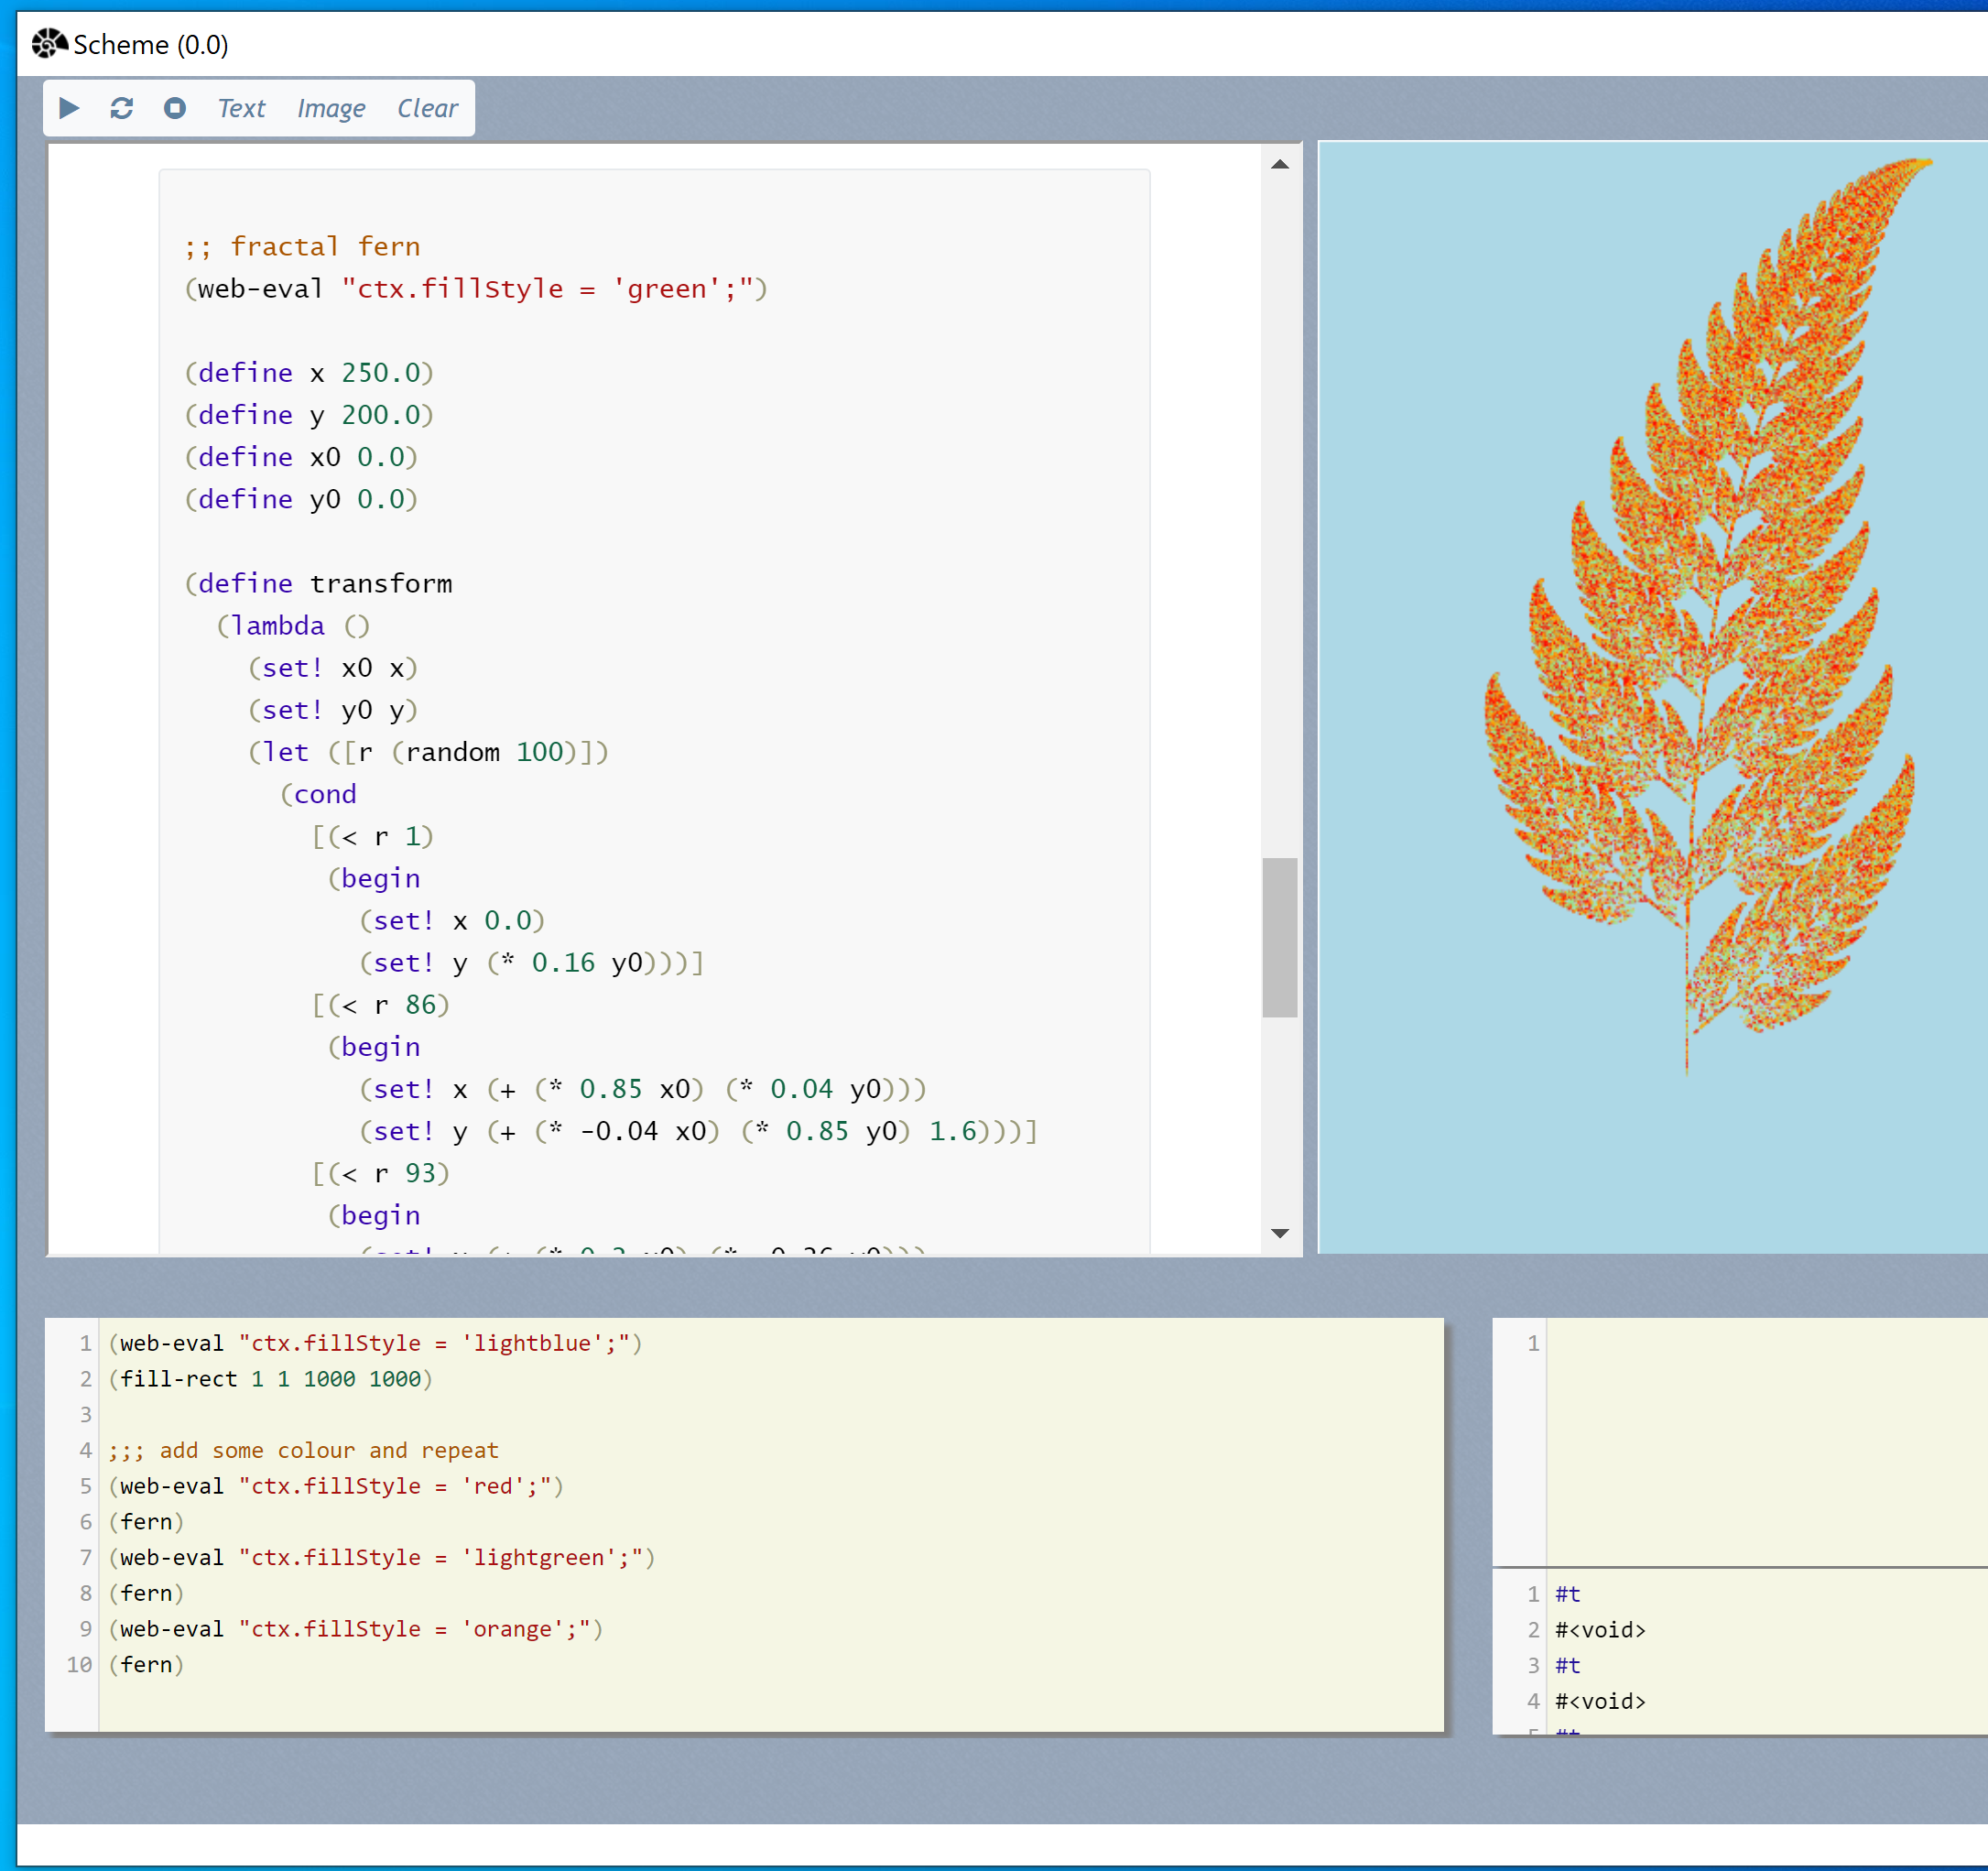 Scheme (0.0)
Text Image Clear
;; fractal fern
(web-eval "ctx.fillStyle = 'green';")
(define x 250.0)
(define y 200.0)
(define x0 0.0)
(define y0 0.0)
(define transform
(lambda ()
(set! x0 x)
(set! y0 y)
(let ([r (random 100)])
(cond
[(< r 1)
(begin
(set! x 0.0)
(set! y (* 0.16 y0)))]
[(< r 86)
(begin
(set! x (+ (* 0.85 x0) (* 0.04 y0)))
(set! y (+ (* -0.04 x0) (* 0.85 y0) 1.6)))]
[(< r 93)
(begin
1 (web-eval "ctx.fillStyle = 'lightblue';")
2 (fill-rect 1 1 1000 1000)
3
4 ;;; add some colour and repeat
5 (web-eval "ctx.fillStyle = 'red';")
6 (fern)
7 (web-eval "ctx.fillStyle = 'lightgreen';")
8 (fern)
9 (web-eval "ctx.fillStyle = 'orange';")
10 (fern)
1
1 #t
2 #<void>
3 #t
4 #<void>